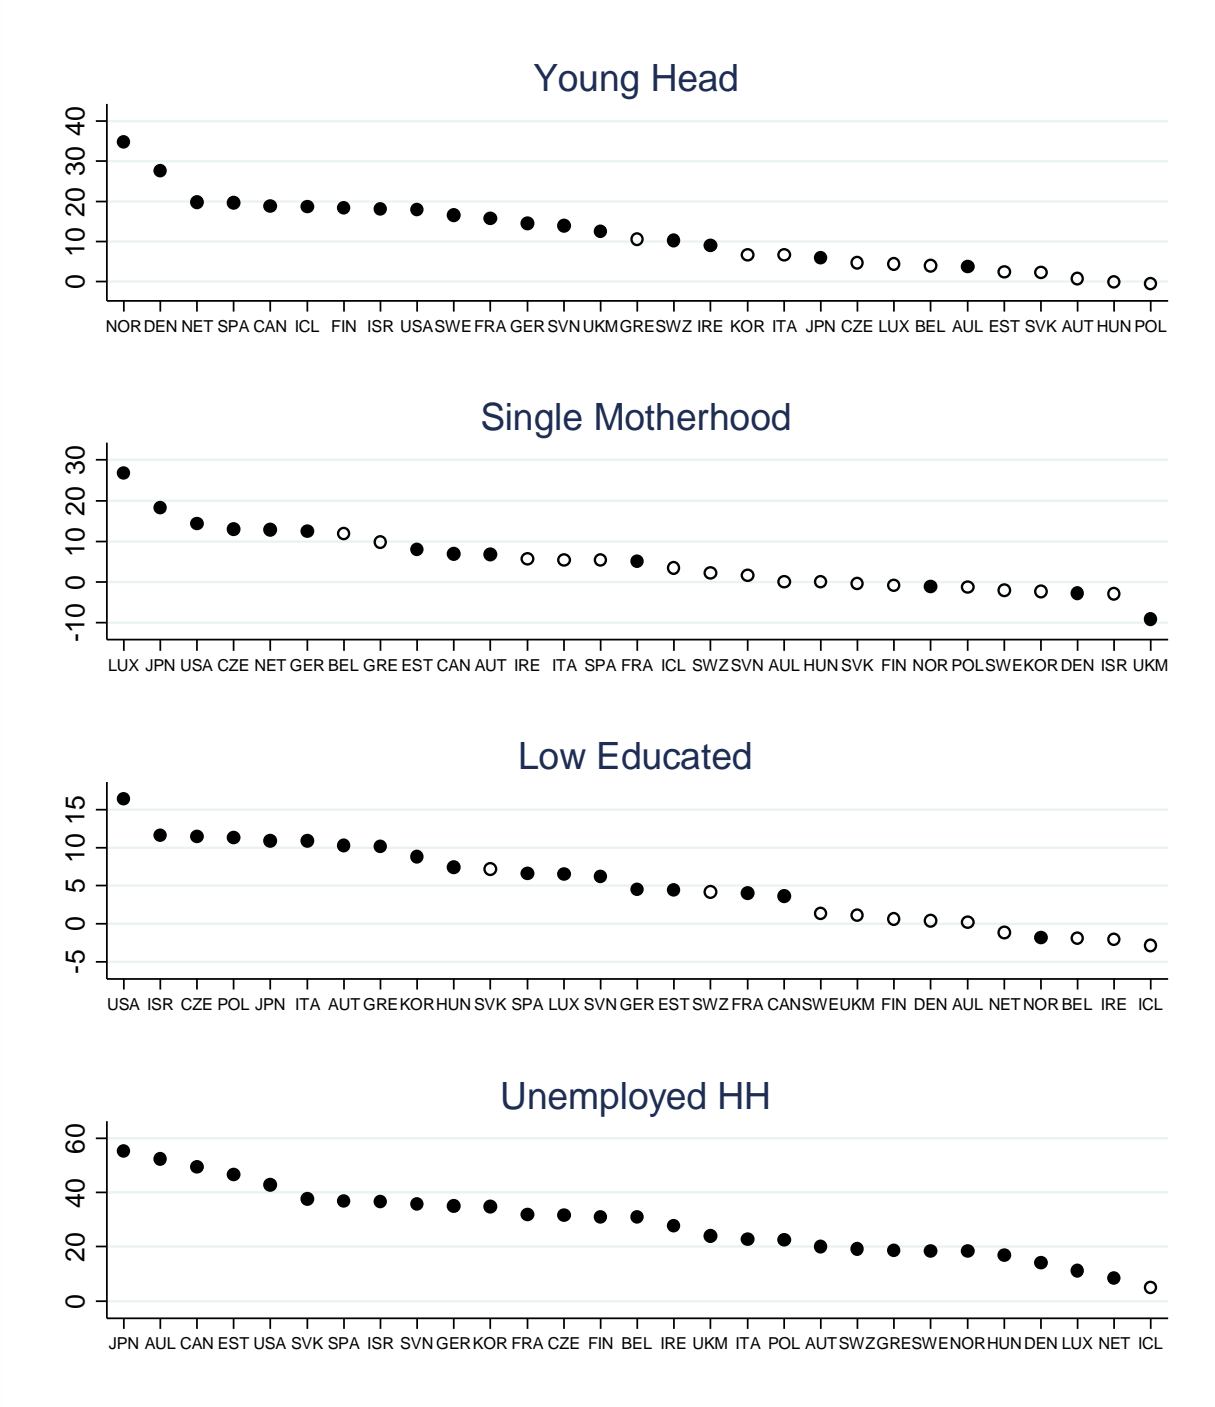 Young Head
40
30
20
10
0
NOR DEN NET SPA CAN ICL FIN ISR USA SWE FRA GER SVN UKM GRE SWZ IRE KOR ITA JPN CZE LUX BEL AUL EST SVK AUT HUN POL
Single Motherhood
30
20
10
0
-10
LUX JPN USA CZE NET GER BEL GRE EST CAN AUT IRE ITA SPA FRA ICL SWZ SVN AUL HUN SVK FIN NOR POL SWE KOR DEN ISR UKM
Low Educated
15
10
5
0
-5
USA ISR CZE POL JPN ITA AUT GRE KOR HUN SVK SPA LUX SVN GER EST SWZ FRA CAN SWE UKM FIN DEN AUL NET NOR BEL IRE ICL
Unemployed HH
60
40
20
0
JPN AUL CAN EST USA SVK SPA ISR SVN GER KOR FRA CZE FIN BEL IRE UKM ITA POL AUT SWZ GRE SWE NOR HUN DEN LUX NET ICL